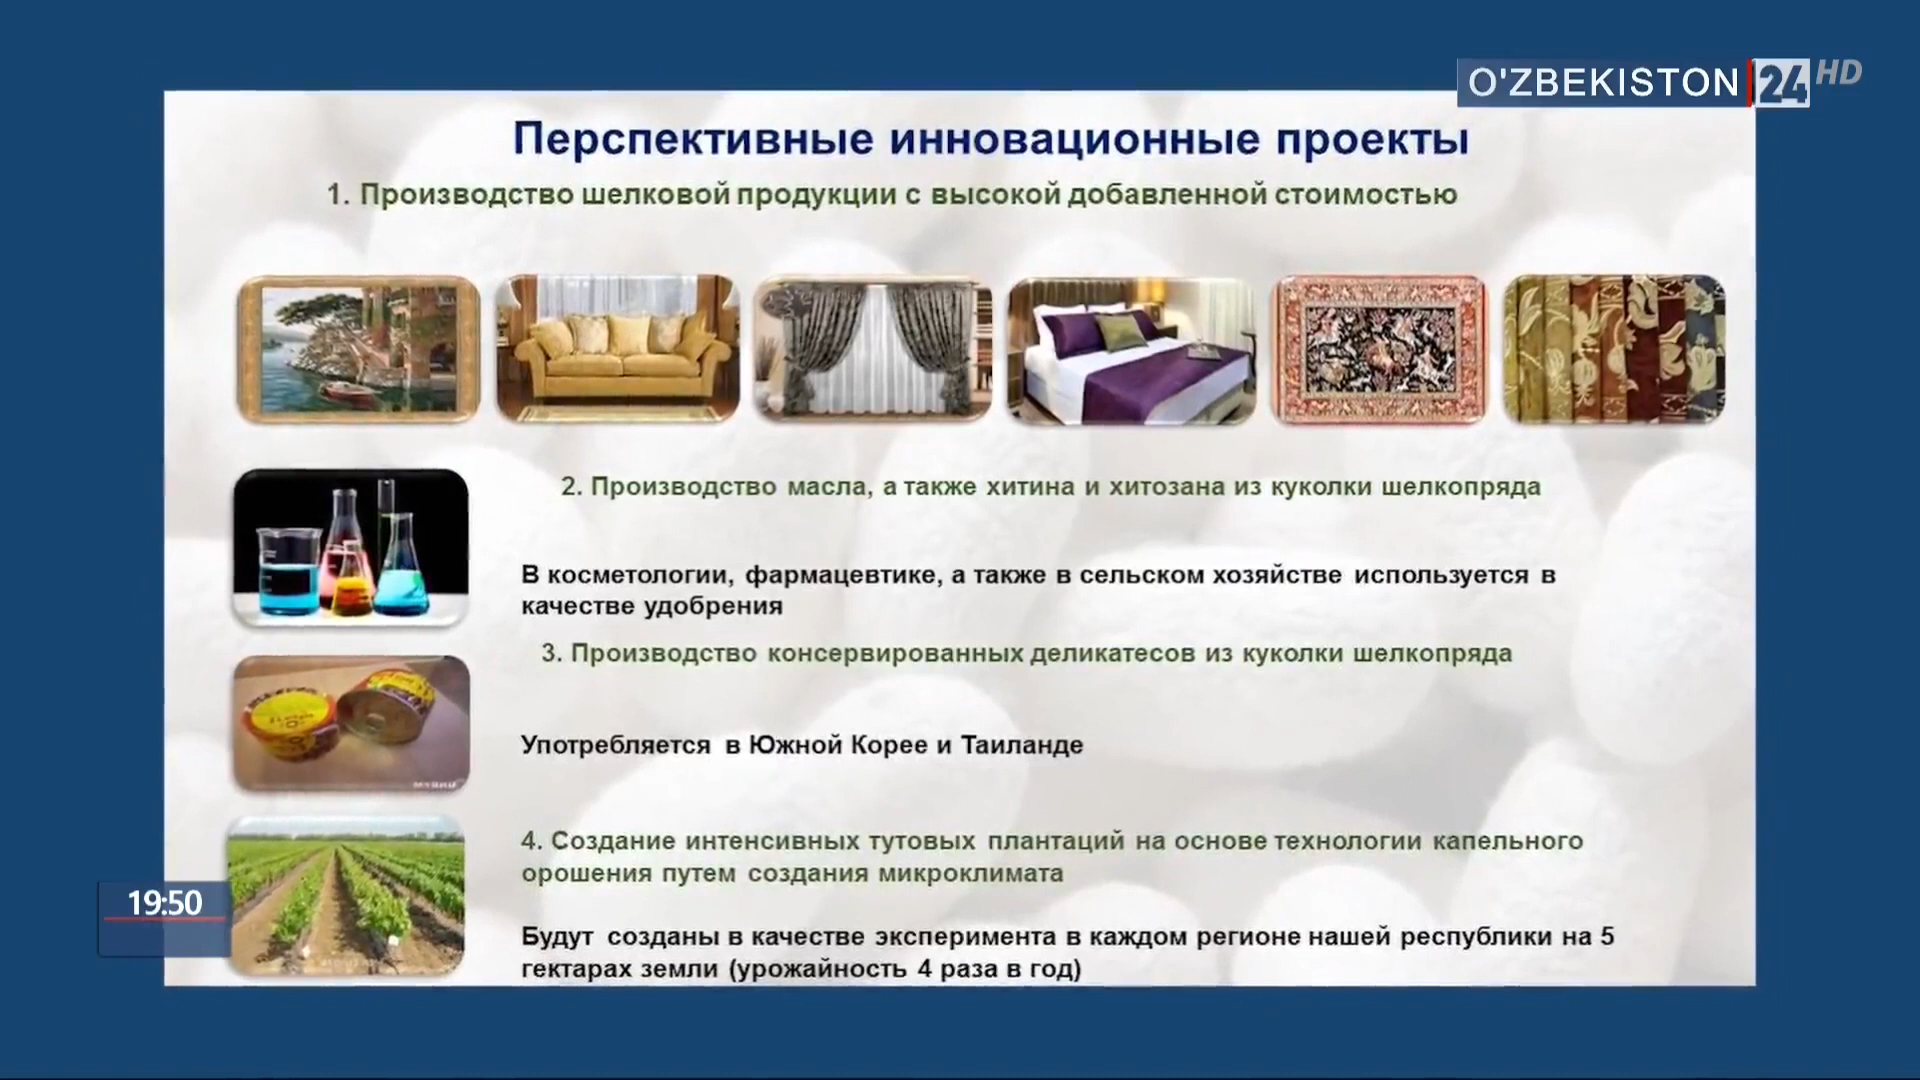 O'ZBEKISTON 24 HD
Перспективные инновационные проекты
1. Производство шелковой продукции с высокой добавленной стоимостью
2. Производство масла, а также хитина и хитозана из куколки шелкопряда
В косметологии, фармацевтике, а также в сельском хозяйстве используется в
качестве удобрения
3. Производство консервированных деликатесов из куколки шелкопряда
Употребляется в Южной Корее и Таиланде
4. Создание интенсивных тутовых плантаций на основе технологии капельного
орошения путем создания микроклимата
19:50
Будут созданы в качестве эксперимента в каждом регионе нашей республики на 5
гектарах земли (урожайность 4 раза в год)